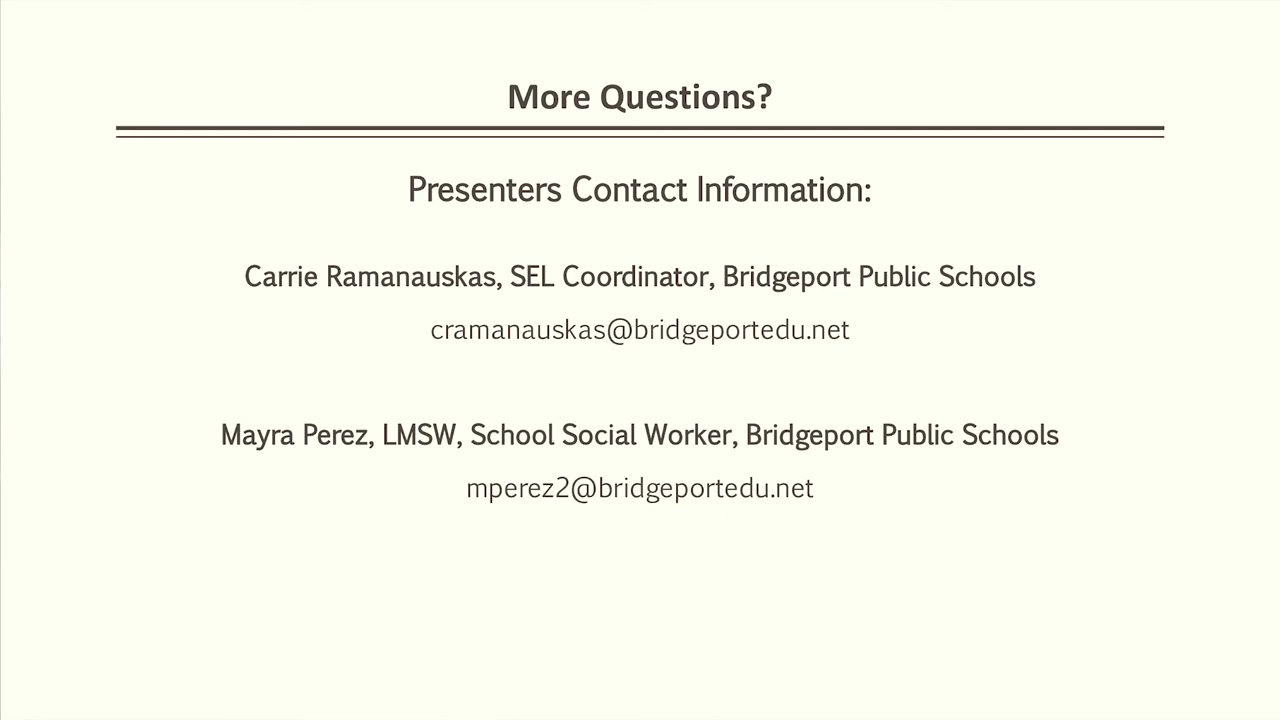 More Questions?
Presenters Contact Information:
Carrie Ramanauskas, SEL Coordinator, Bridgeport Public Schools
cramanauskas@bridgeportedu.net
Mayra Perez, LMSW, School Social Worker, Bridgeport Public Schools
mperez2@bridgeportedu.net